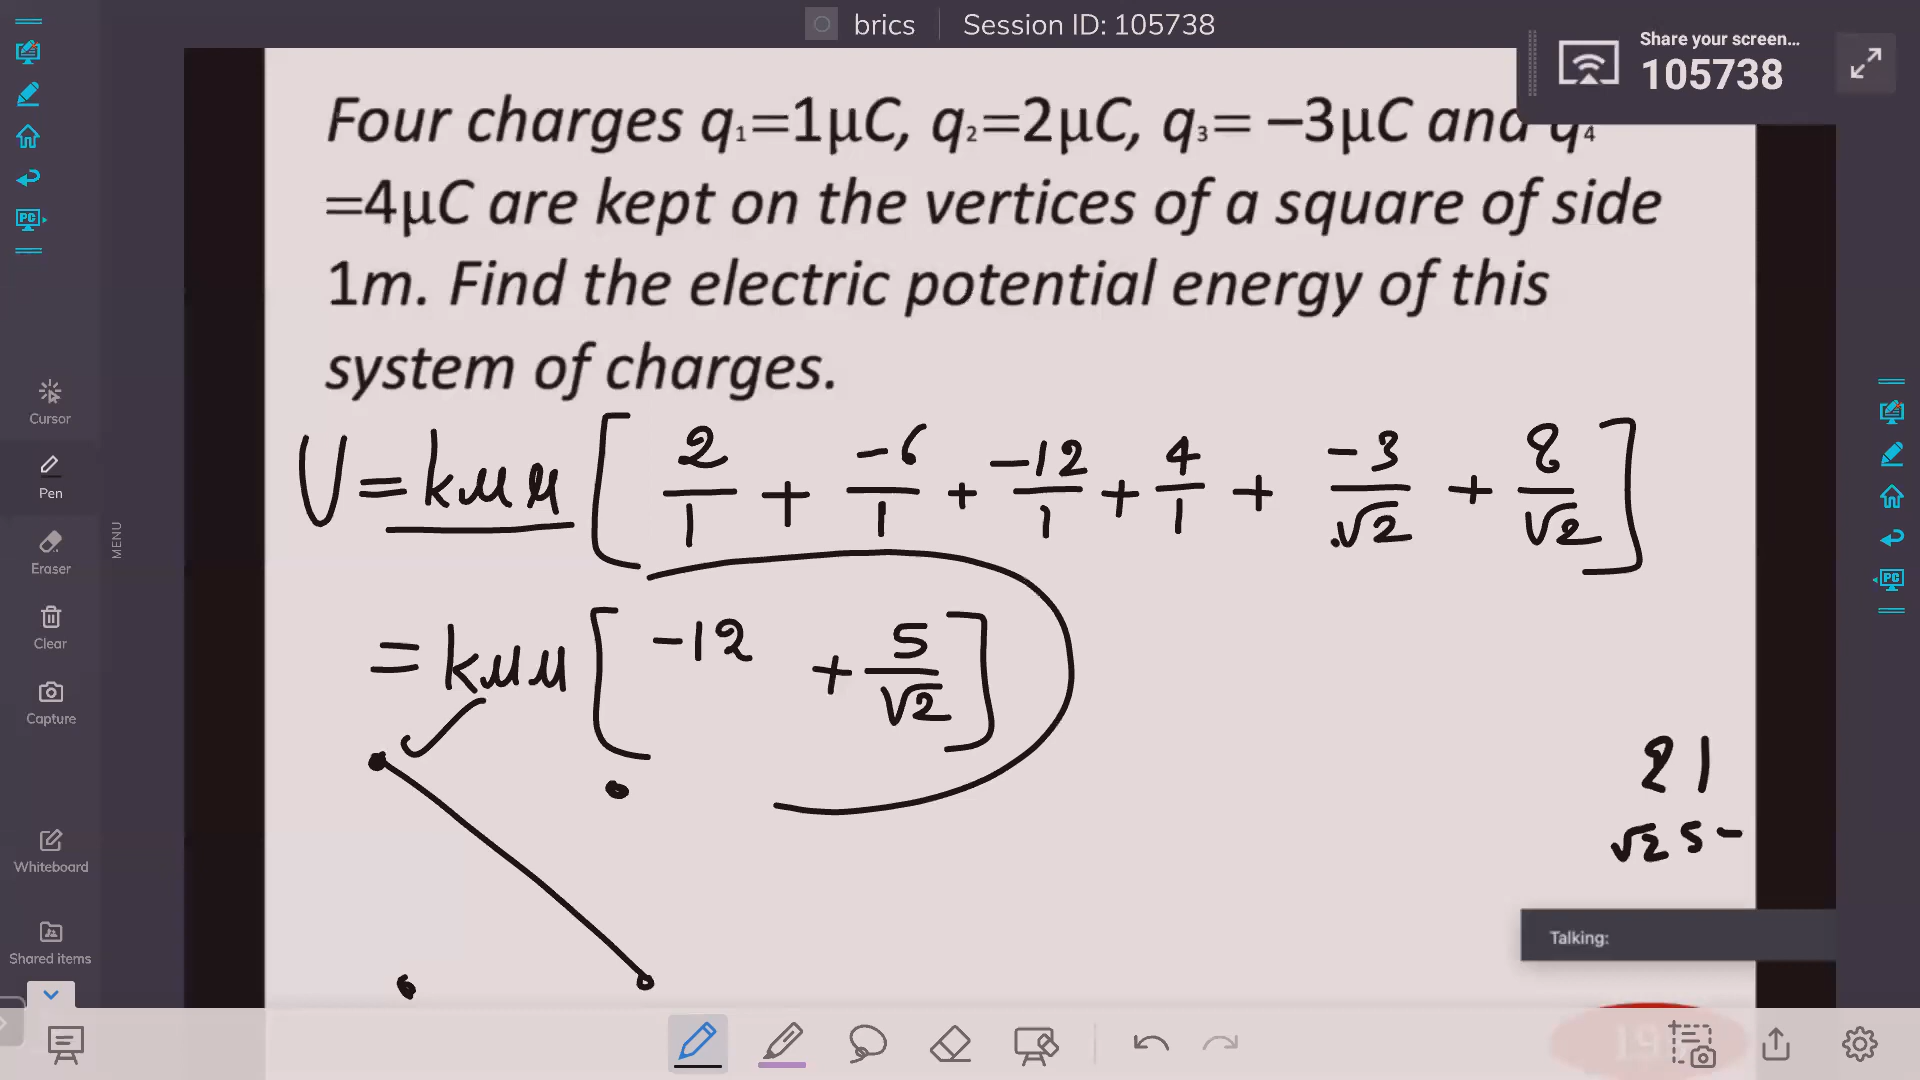 brics | Session ID: 105738
Share your screen...
105738
Four charges q₁=1μC, q₂=2μC, q₃= –3μC and q₄
=4μC are kept on the vertices of a square of side
1m. Find the electric potential energy of this
system of charges.
U = kμμ [ 2/1 + -6/1 + -12/1 + 4/1 + -3/√2 + 8/√2 ]
= kμμ [ -12 + 5/√2 ]
Cursor
Pen
Eraser
Clear
Capture
Whiteboard
Shared items
MENU
PC
PC
√2 5 -
Talking:
19